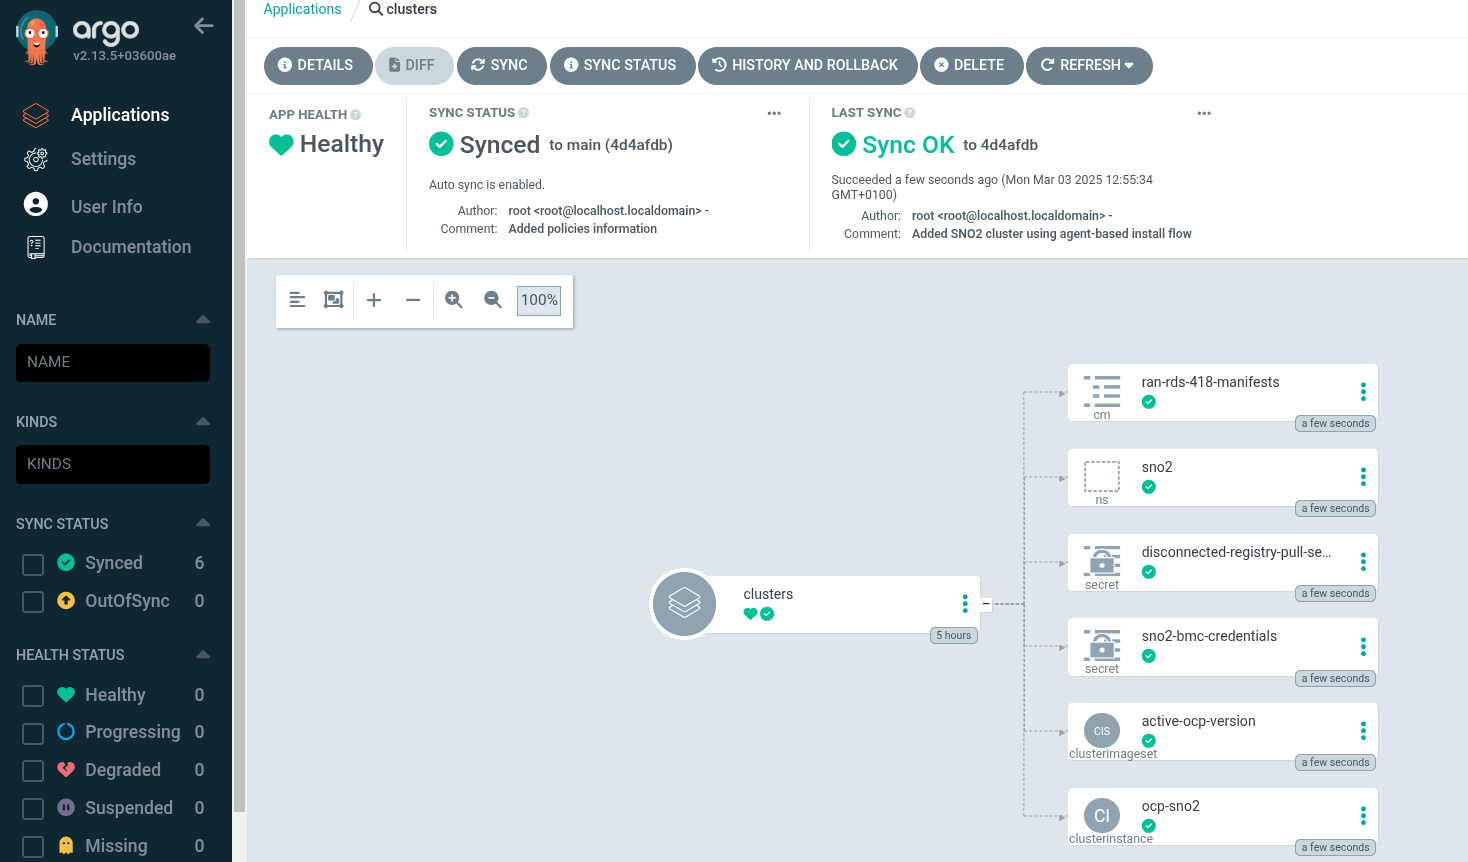 argo
v2.13.5+03600ae
Applications
Settings
User Info
Documentation
NAME
NAME
KINDS
KINDS
SYNC STATUS
Synced 6
OutOfSync 0
HEALTH STATUS
Healthy 0
Progressing 0
Degraded 0
Suspended 0
Missing 0
Applications / clusters
DETAILS DIFF SYNC SYNC STATUS HISTORY AND ROLLBACK DELETE REFRESH
APP HEALTH
Healthy
SYNC STATUS
Synced to main (4d4afdb)
Auto sync is enabled.
Author: root <root@localhost.localdomain> -
Comment: Added policies information
LAST SYNC
Sync OK to 4d4afdb
Succeeded a few seconds ago (Mon Mar 03 2025 12:55:34
GMT+0100)
Author: root <root@localhost.localdomain> -
Comment: Added SNO2 cluster using agent-based install flow
100%
clusters
5 hours
ran-rds-418-manifests
cm
a few seconds
sno2
ns
a few seconds
disconnected-registry-pull-se...
secret
a few seconds
sno2-bmc-credentials
secret
a few seconds
active-ocp-version
CIS
clusterimageset
a few seconds
ocp-sno2
CI
clusterinstance
a few seconds